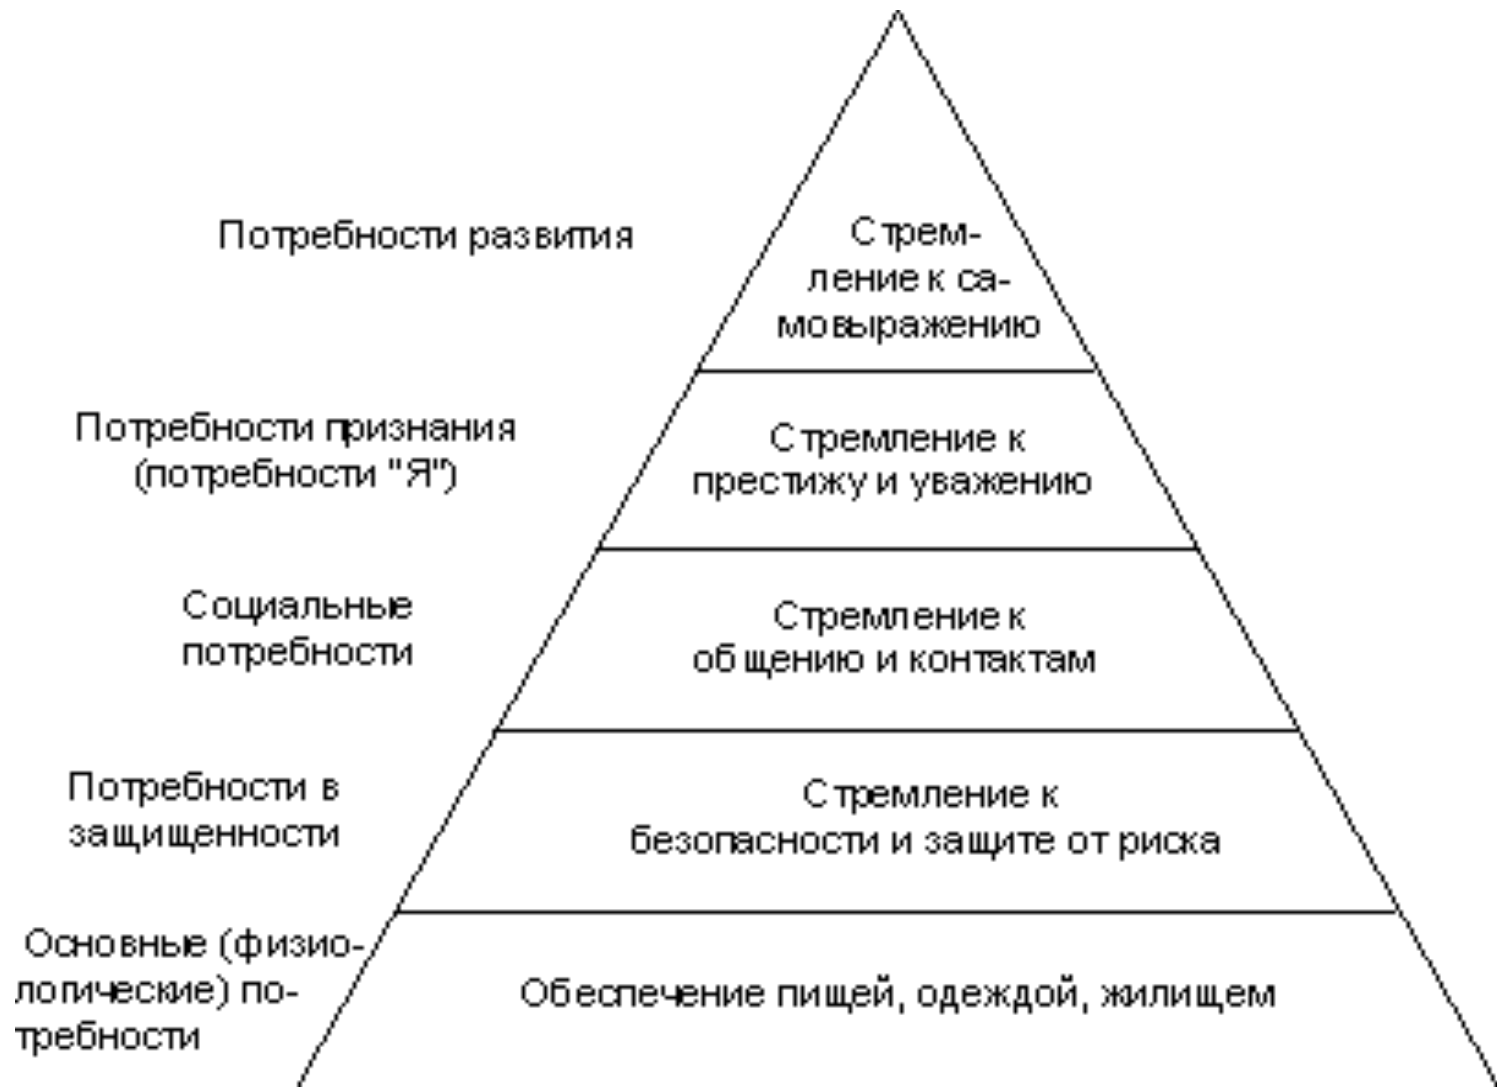 Потребности развития
Стрем-
ление к са-
мовыражению
Потребности признания
(потребности "Я")
Стремление к
престижу и уважению
Социальные
потребности
Стремление к
общению и контактам
Потребности в
защищенности
Стремление к
безопасности и защите от риска
Основные (физио-
логические) по-
требности
Обеспечение пищей, одеждой, жилищем